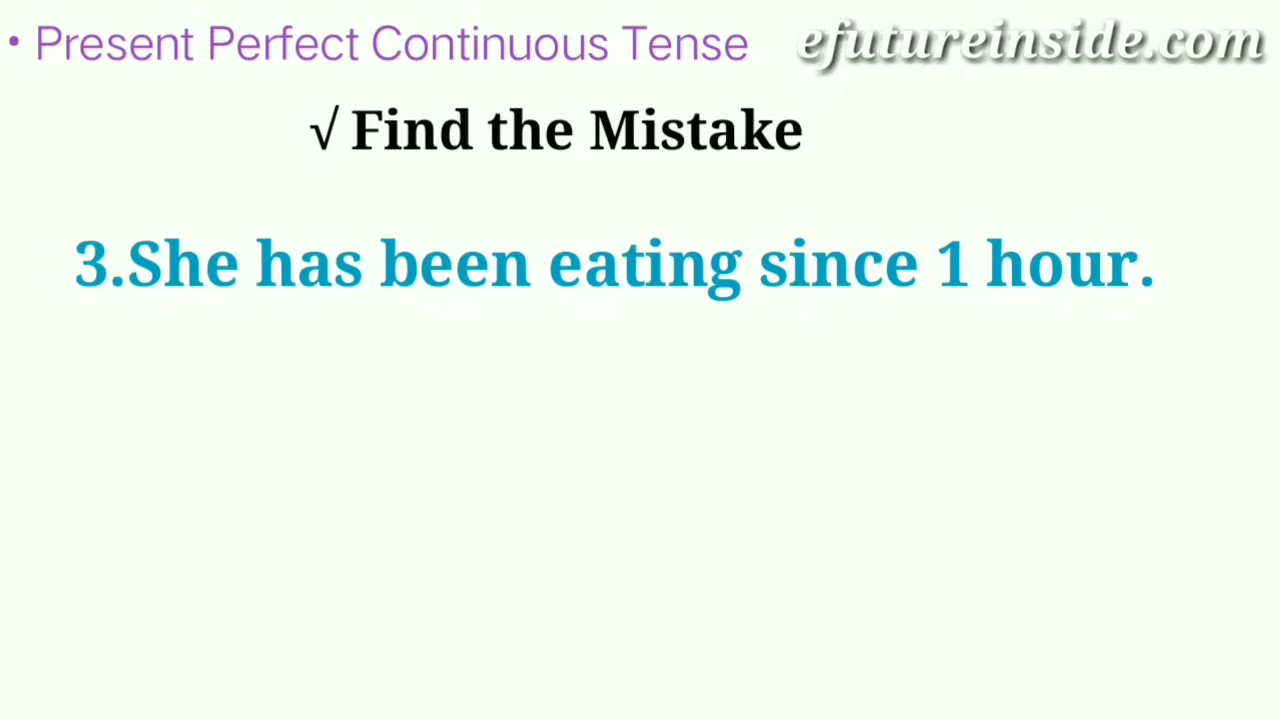 • Present Perfect Continuous Tense
efutureinside.com
√ Find the Mistake
3.She has been eating since 1 hour.